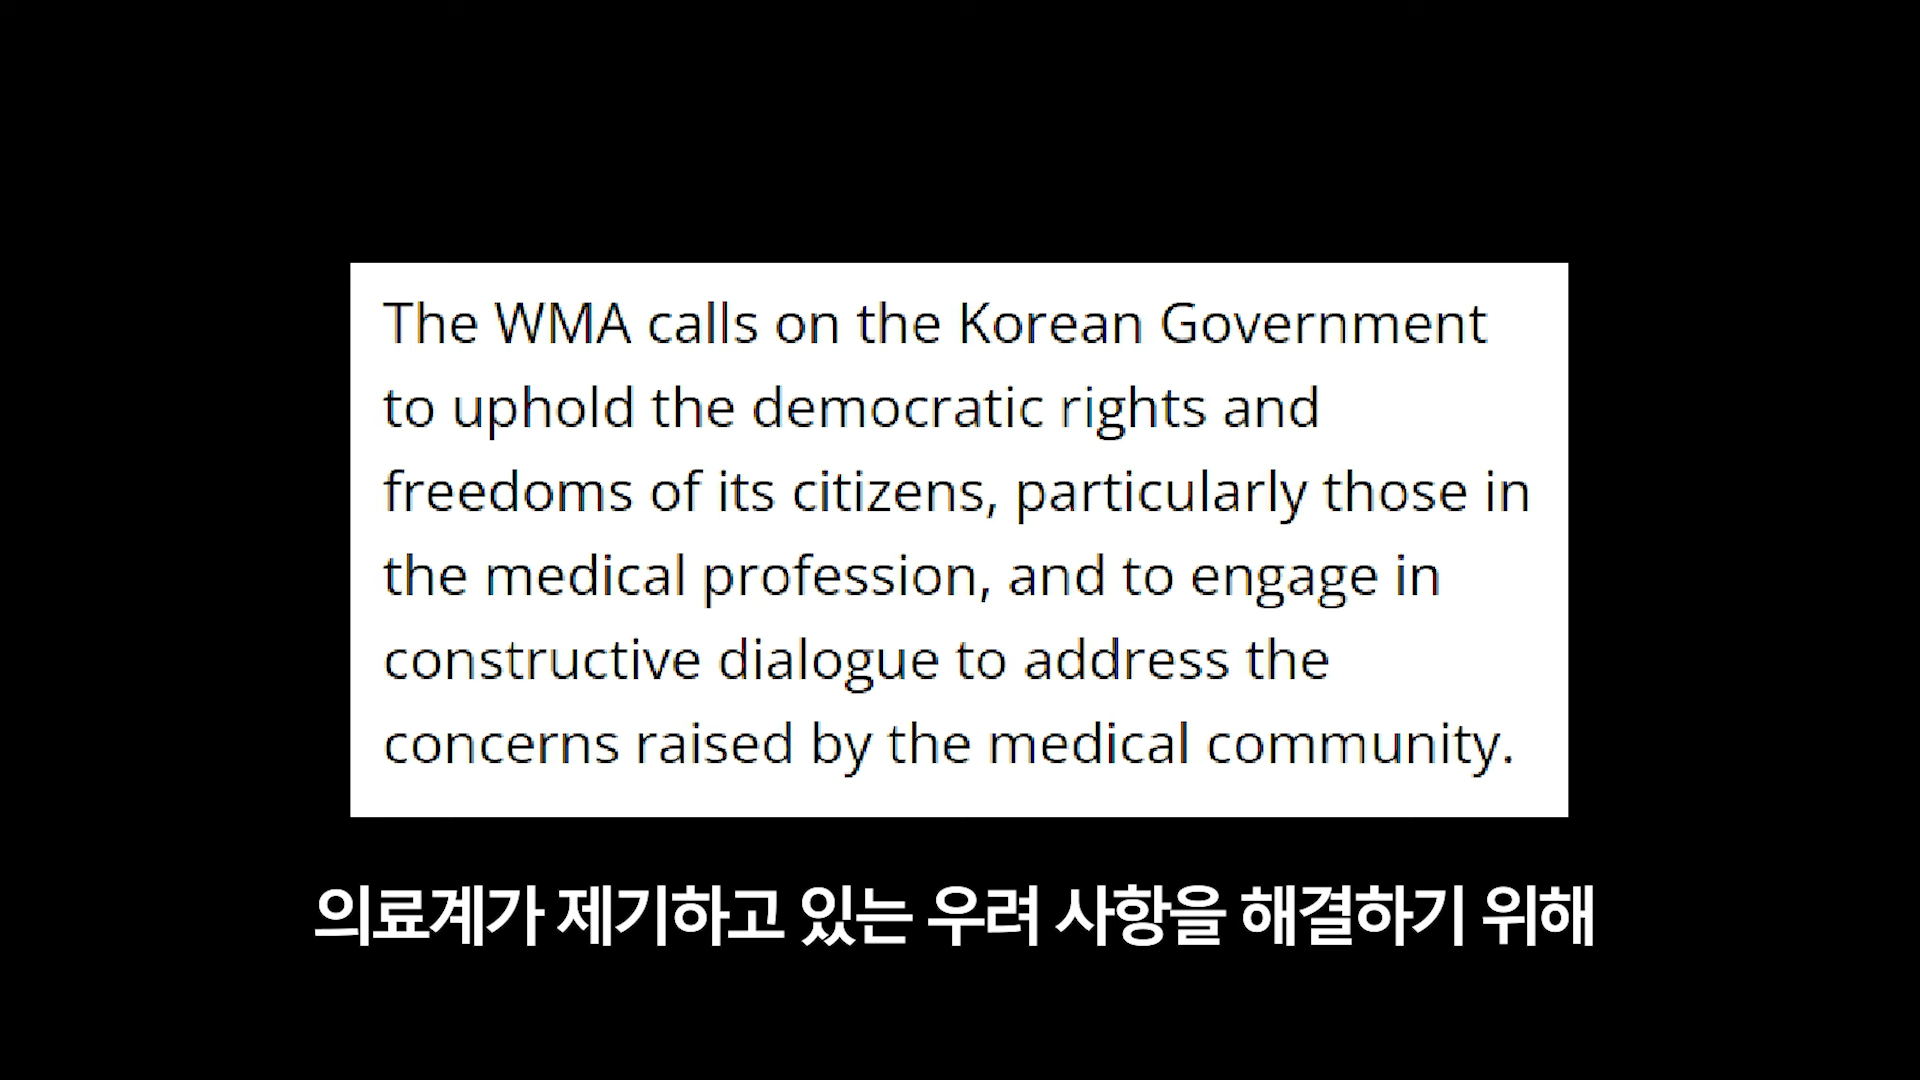 The WMA calls on the Korean Government
to uphold the democratic rights and
freedoms of its citizens, particularly those in
the medical profession, and to engage in
constructive dialogue to address the
concerns raised by the medical community.
의료계가 제기하고 있는 우려 사항을 해결하기 위해